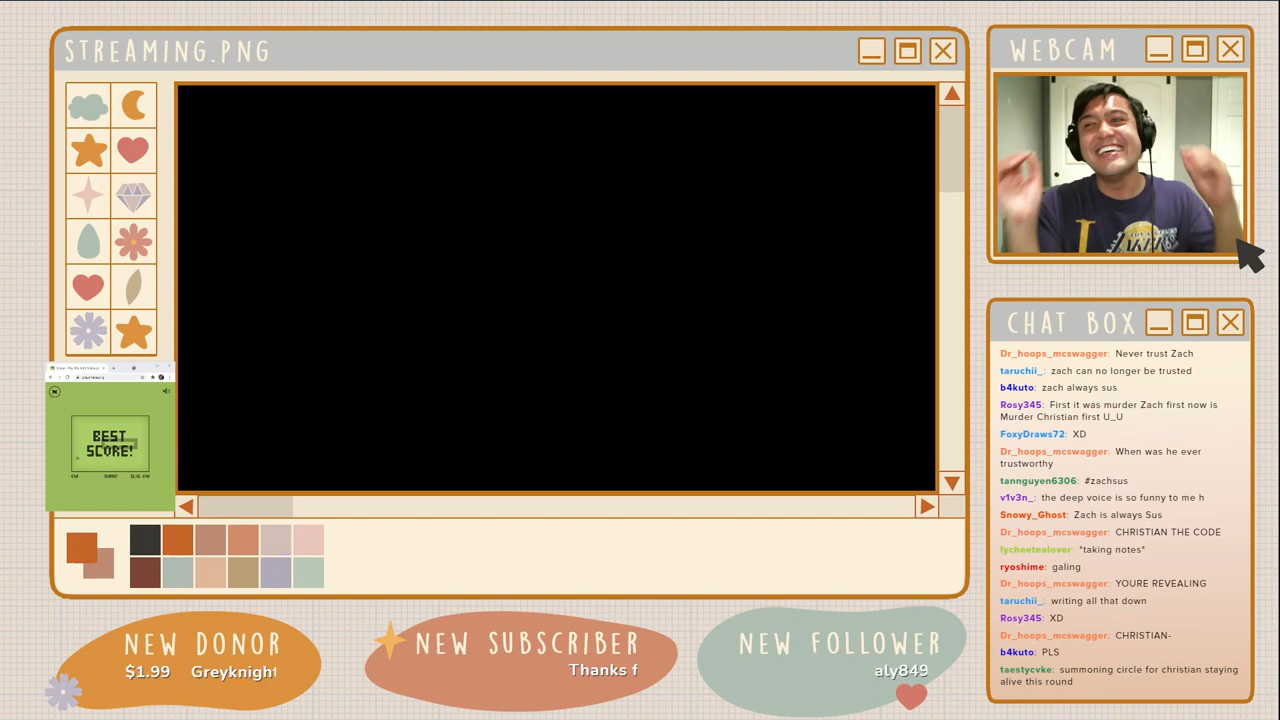 STREAMING.PNG
WEBCAM
LAKERS
CHAT BOX
Dr_hoops_mcswagger: Never trust Zach
taruchii_: zach can no longer be trusted
b4kuto: zach always sus
Rosy345: First it was murder Zach first now is
Murder Christian first U_U
FoxyDraws72: XD
Dr_hoops_mcswagger: When was he ever
trustworthy
tannguyen6306: #zachsus
v1v3n_: the deep voice is so funny to me h
Snowy_Ghost: Zach is always Sus
Dr_hoops_mcswagger: CHRISTIAN THE CODE
lycheetealover: *taking notes*
ryoshime: galing
Dr_hoops_mcswagger: YOURE REVEALING
taruchii_: writing all that down
Rosy345: XD
Dr_hoops_mcswagger: CHRISTIAN-
b4kuto: PLS
taestycvke: summoning circle for christian staying
alive this round
BEST
SCORE!
NEW DONOR
$1.99 Greyknight
NEW SUBSCRIBER
Thanks f
NEW FOLLOWER
aly849